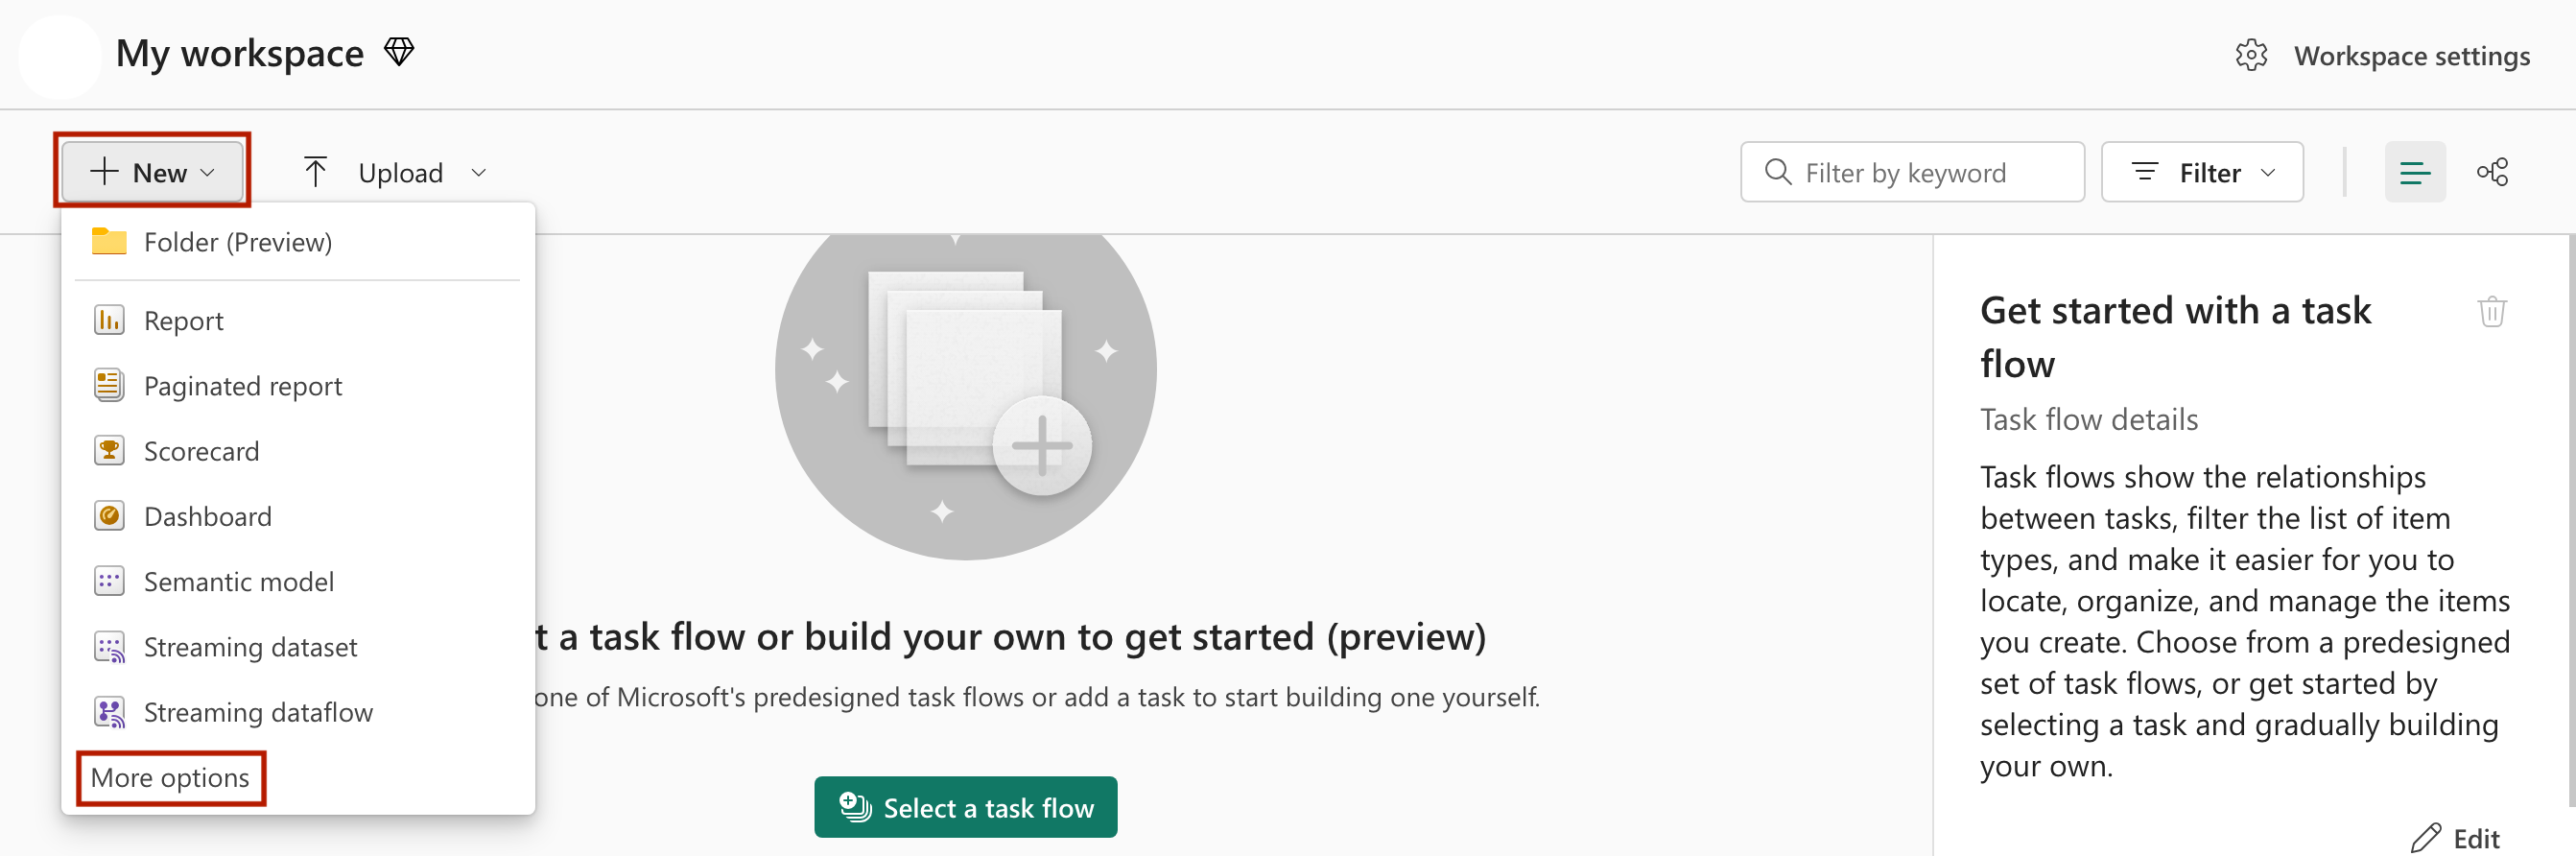 My workspace
Workspace settings
New
Upload
Filter by keyword
Filter
Folder (Preview)
Report
Paginated report
Scorecard
Dashboard
Semantic model
Streaming dataset
Streaming dataflow
More options
t a task flow or build your own to get started (preview)
one of Microsoft's predesigned task flows or add a task to start building one yourself.
Select a task flow
Get started with a task
flow
Task flow details
Task flows show the relationships
between tasks, filter the list of item
types, and make it easier for you to
locate, organize, and manage the items
you create. Choose from a predesigned
set of task flows, or get started by
selecting a task and gradually building
your own.
Edit